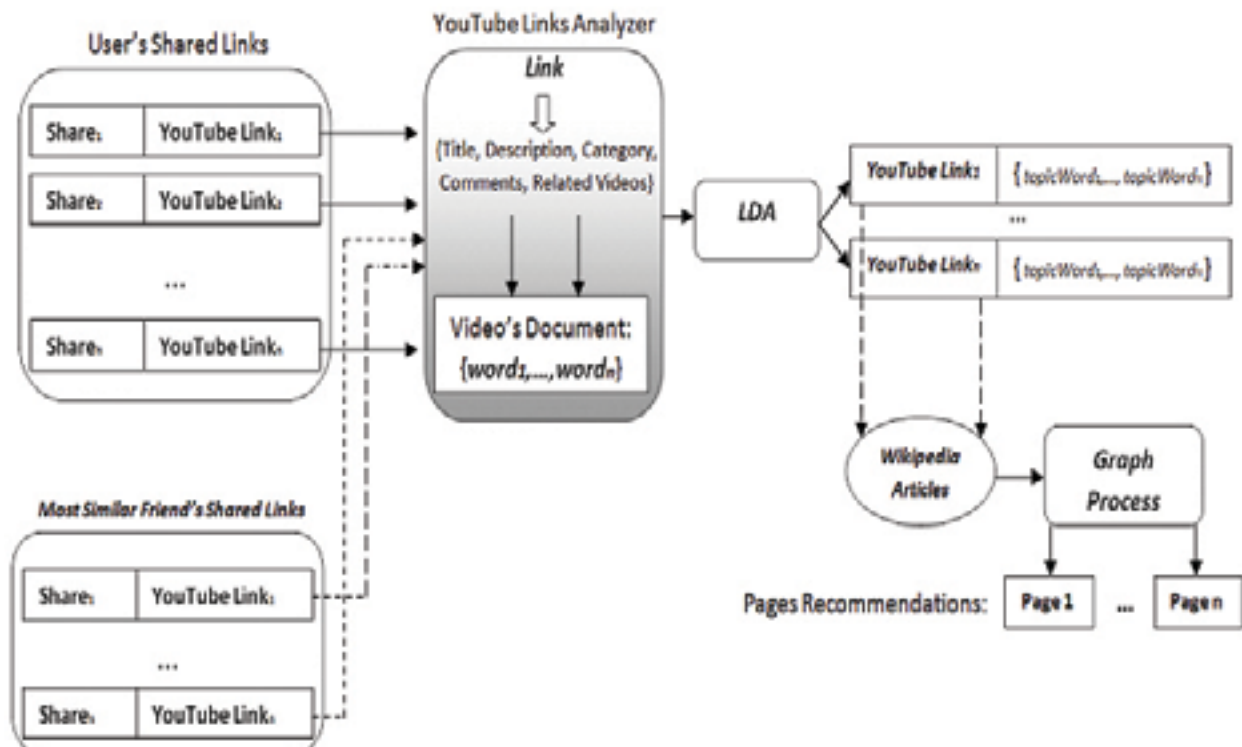 User's Shared Links
Share₁ YouTube Link₁
Share₂ YouTube Link₂
...
Shareₙ YouTube Linkₙ
Most Similar Friend's Shared Links
Share₁ YouTube Link₁
...
Shareₙ YouTube Linkₙ
YouTube Links Analyzer
Link
{Title, Description, Category,
Comments, Related Videos}
Video's Document:
{word₁,..., wordₙ}
LDA
YouTube Link₁ {topicWord₁,..., topicWordₙ}
...
YouTube Linkₙ {topicWord₁,..., topicWordₙ}
Wikipedia
Articles
Graph
Process
Pages Recommendations: Page 1 ... Page n